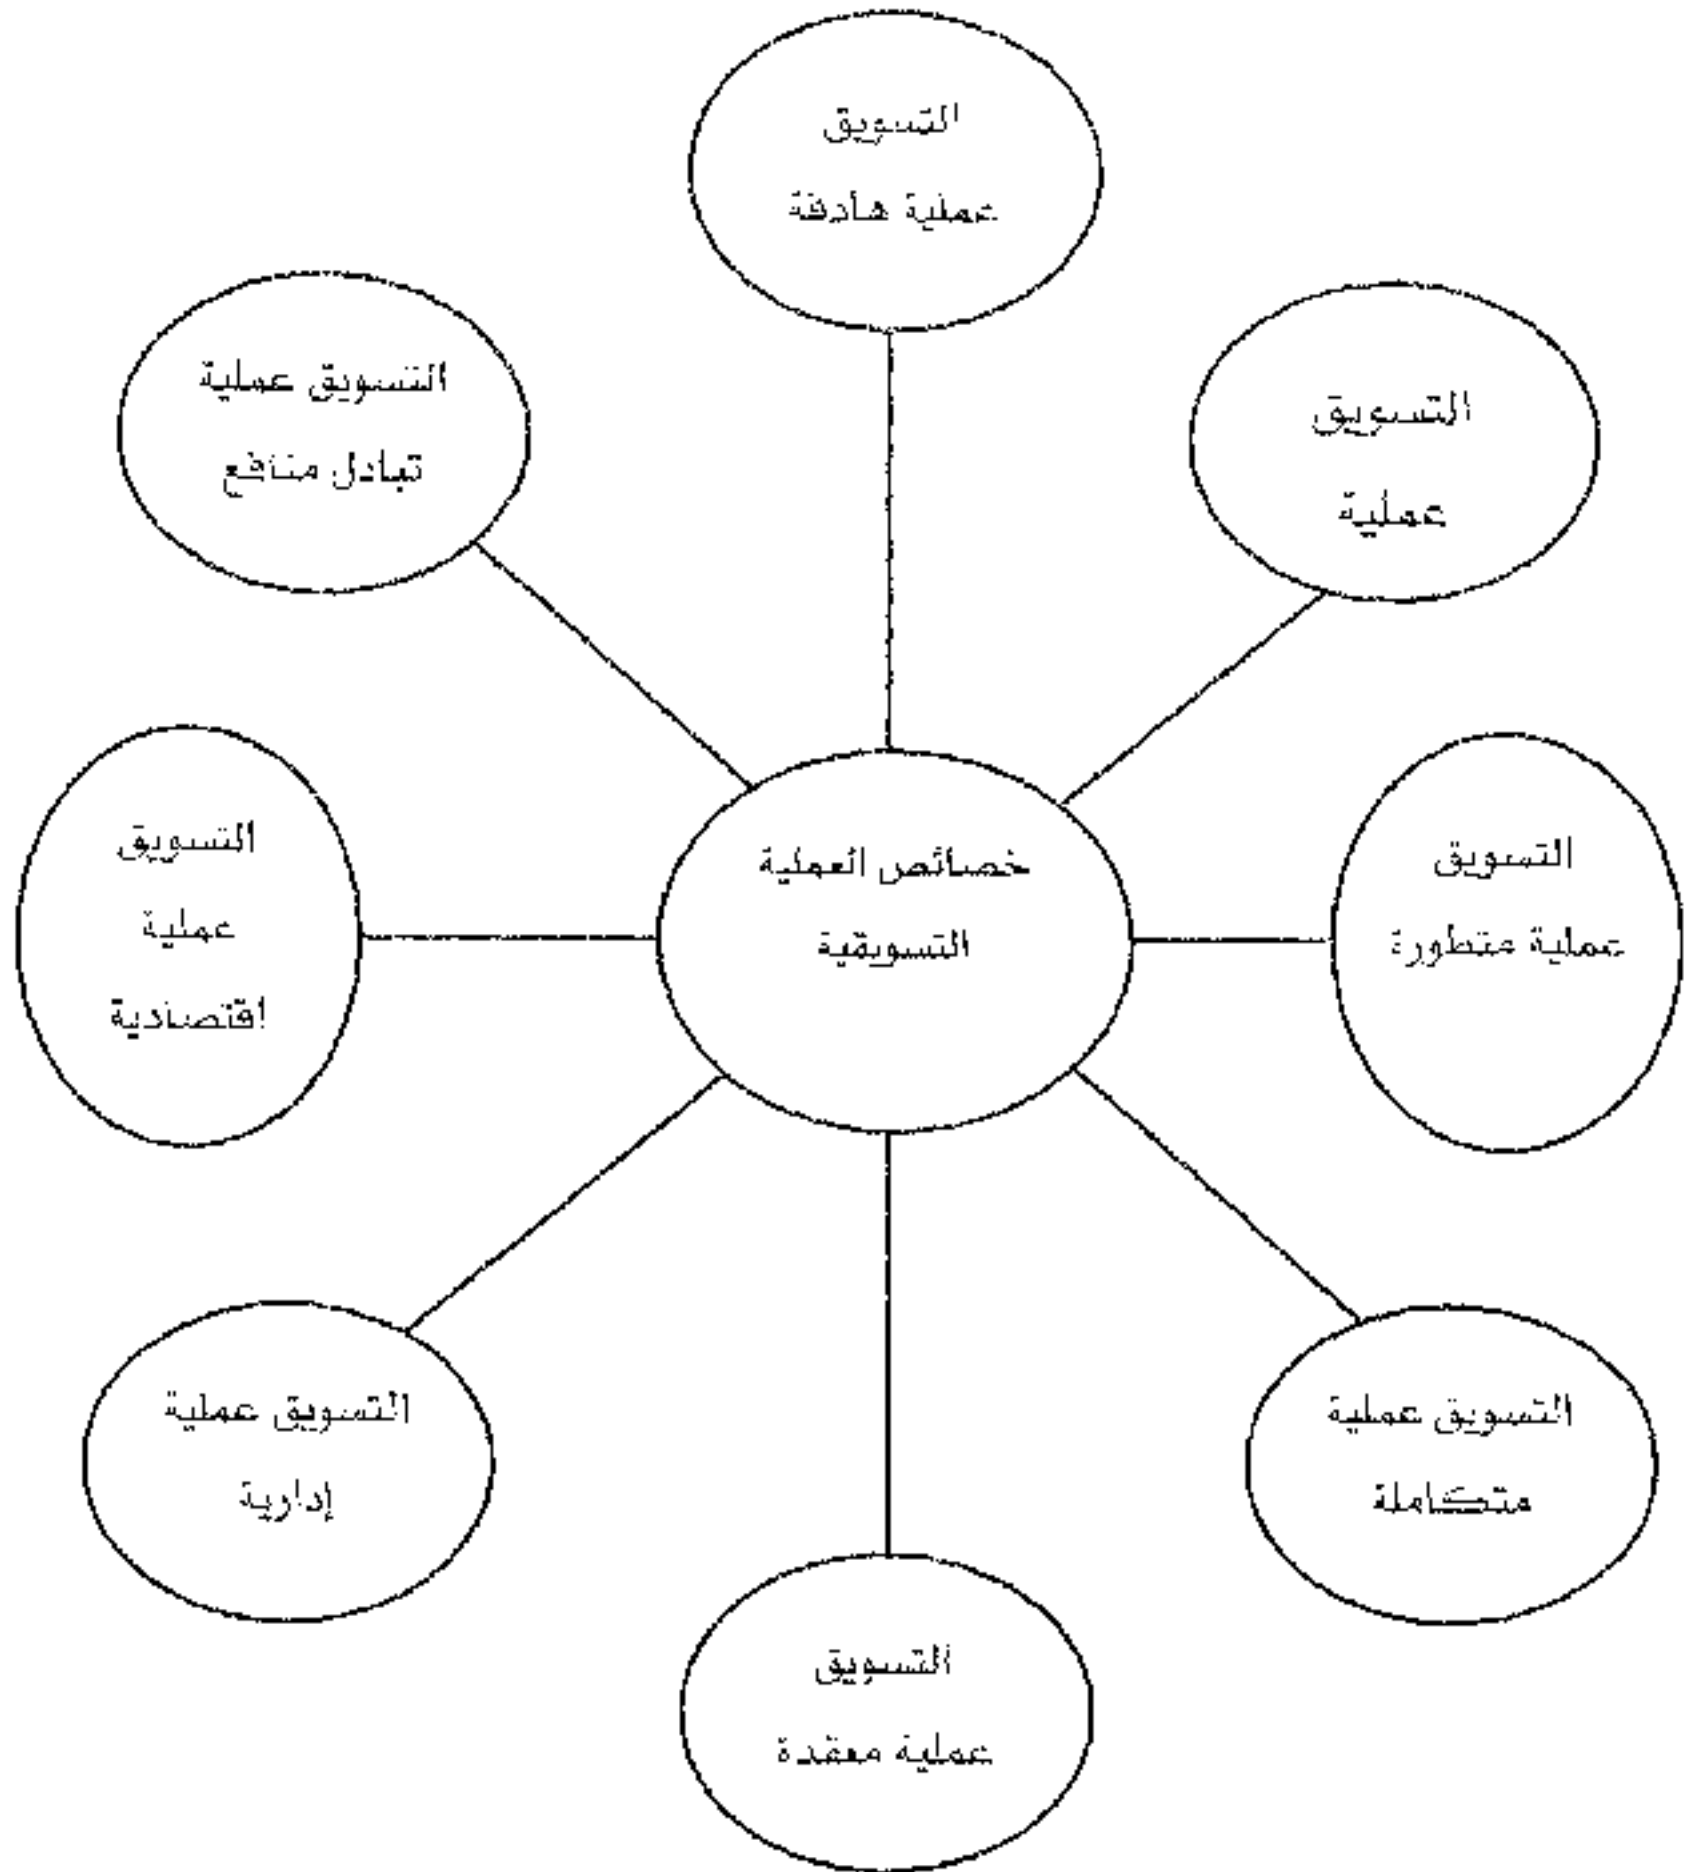 التسويق
عملية هادفة
التسويق
عملية
التسويق عملية
تبادل منافع
خصائص العملية
التسويقية
التسويق
عملية متطورة
التسويق
عملية
اقتصادية
التسويق عملية
متكاملة
التسويق عملية
إدارية
التسويق
عملية معقدة